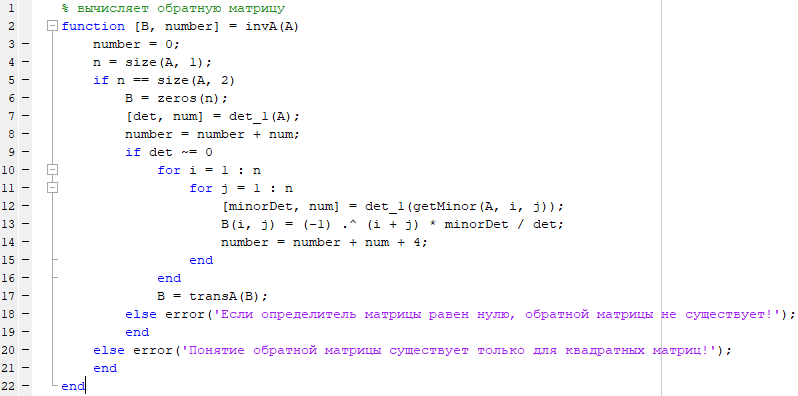 1 % вычисляет обратную матрицу
2 function [B, number] = invA(A)
3 number = 0;
4 n = size(A, 1);
5 if n == size(A, 2)
6 B = zeros(n);
7 [det, num] = det_1(A);
8 number = number + num;
9 if det ~= 0
10 for i = 1 : n
11 for j = 1 : n
12 [minorDet, num] = det_1(getMinor(A, i, j));
13 B(i, j) = (-1) .^ (i + j) * minorDet / det;
14 number = number + num + 4;
15 end
16 end
17 B = transA(B);
18 else error('Если определитель матрицы равен нулю, обратной матрицы не существует!');
19 end
20 else error('Понятие обратной матрицы существует только для квадратных матриц!');
21 end
22 end